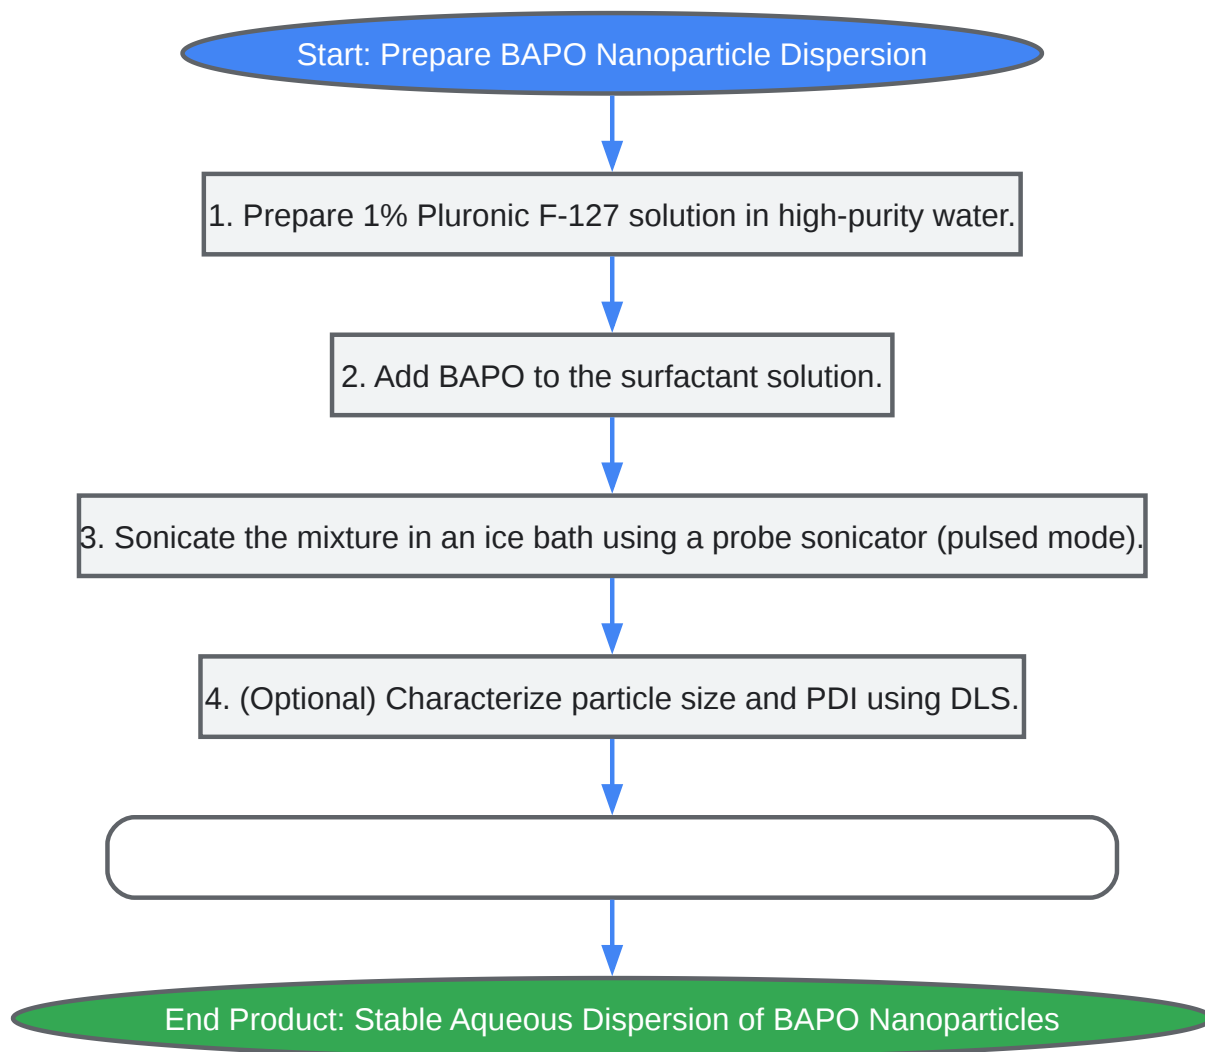 Start: Prepare BAPO Nanoparticle Dispersion
1. Prepare 1% Pluronic F-127 solution in high-purity water.
2. Add BAPO to the surfactant solution.
3. Sonicate the mixture in an ice bath using a probe sonicator (pulsed mode).
4. (Optional) Characterize particle size and PDI using DLS.
End Product: Stable Aqueous Dispersion of BAPO Nanoparticles